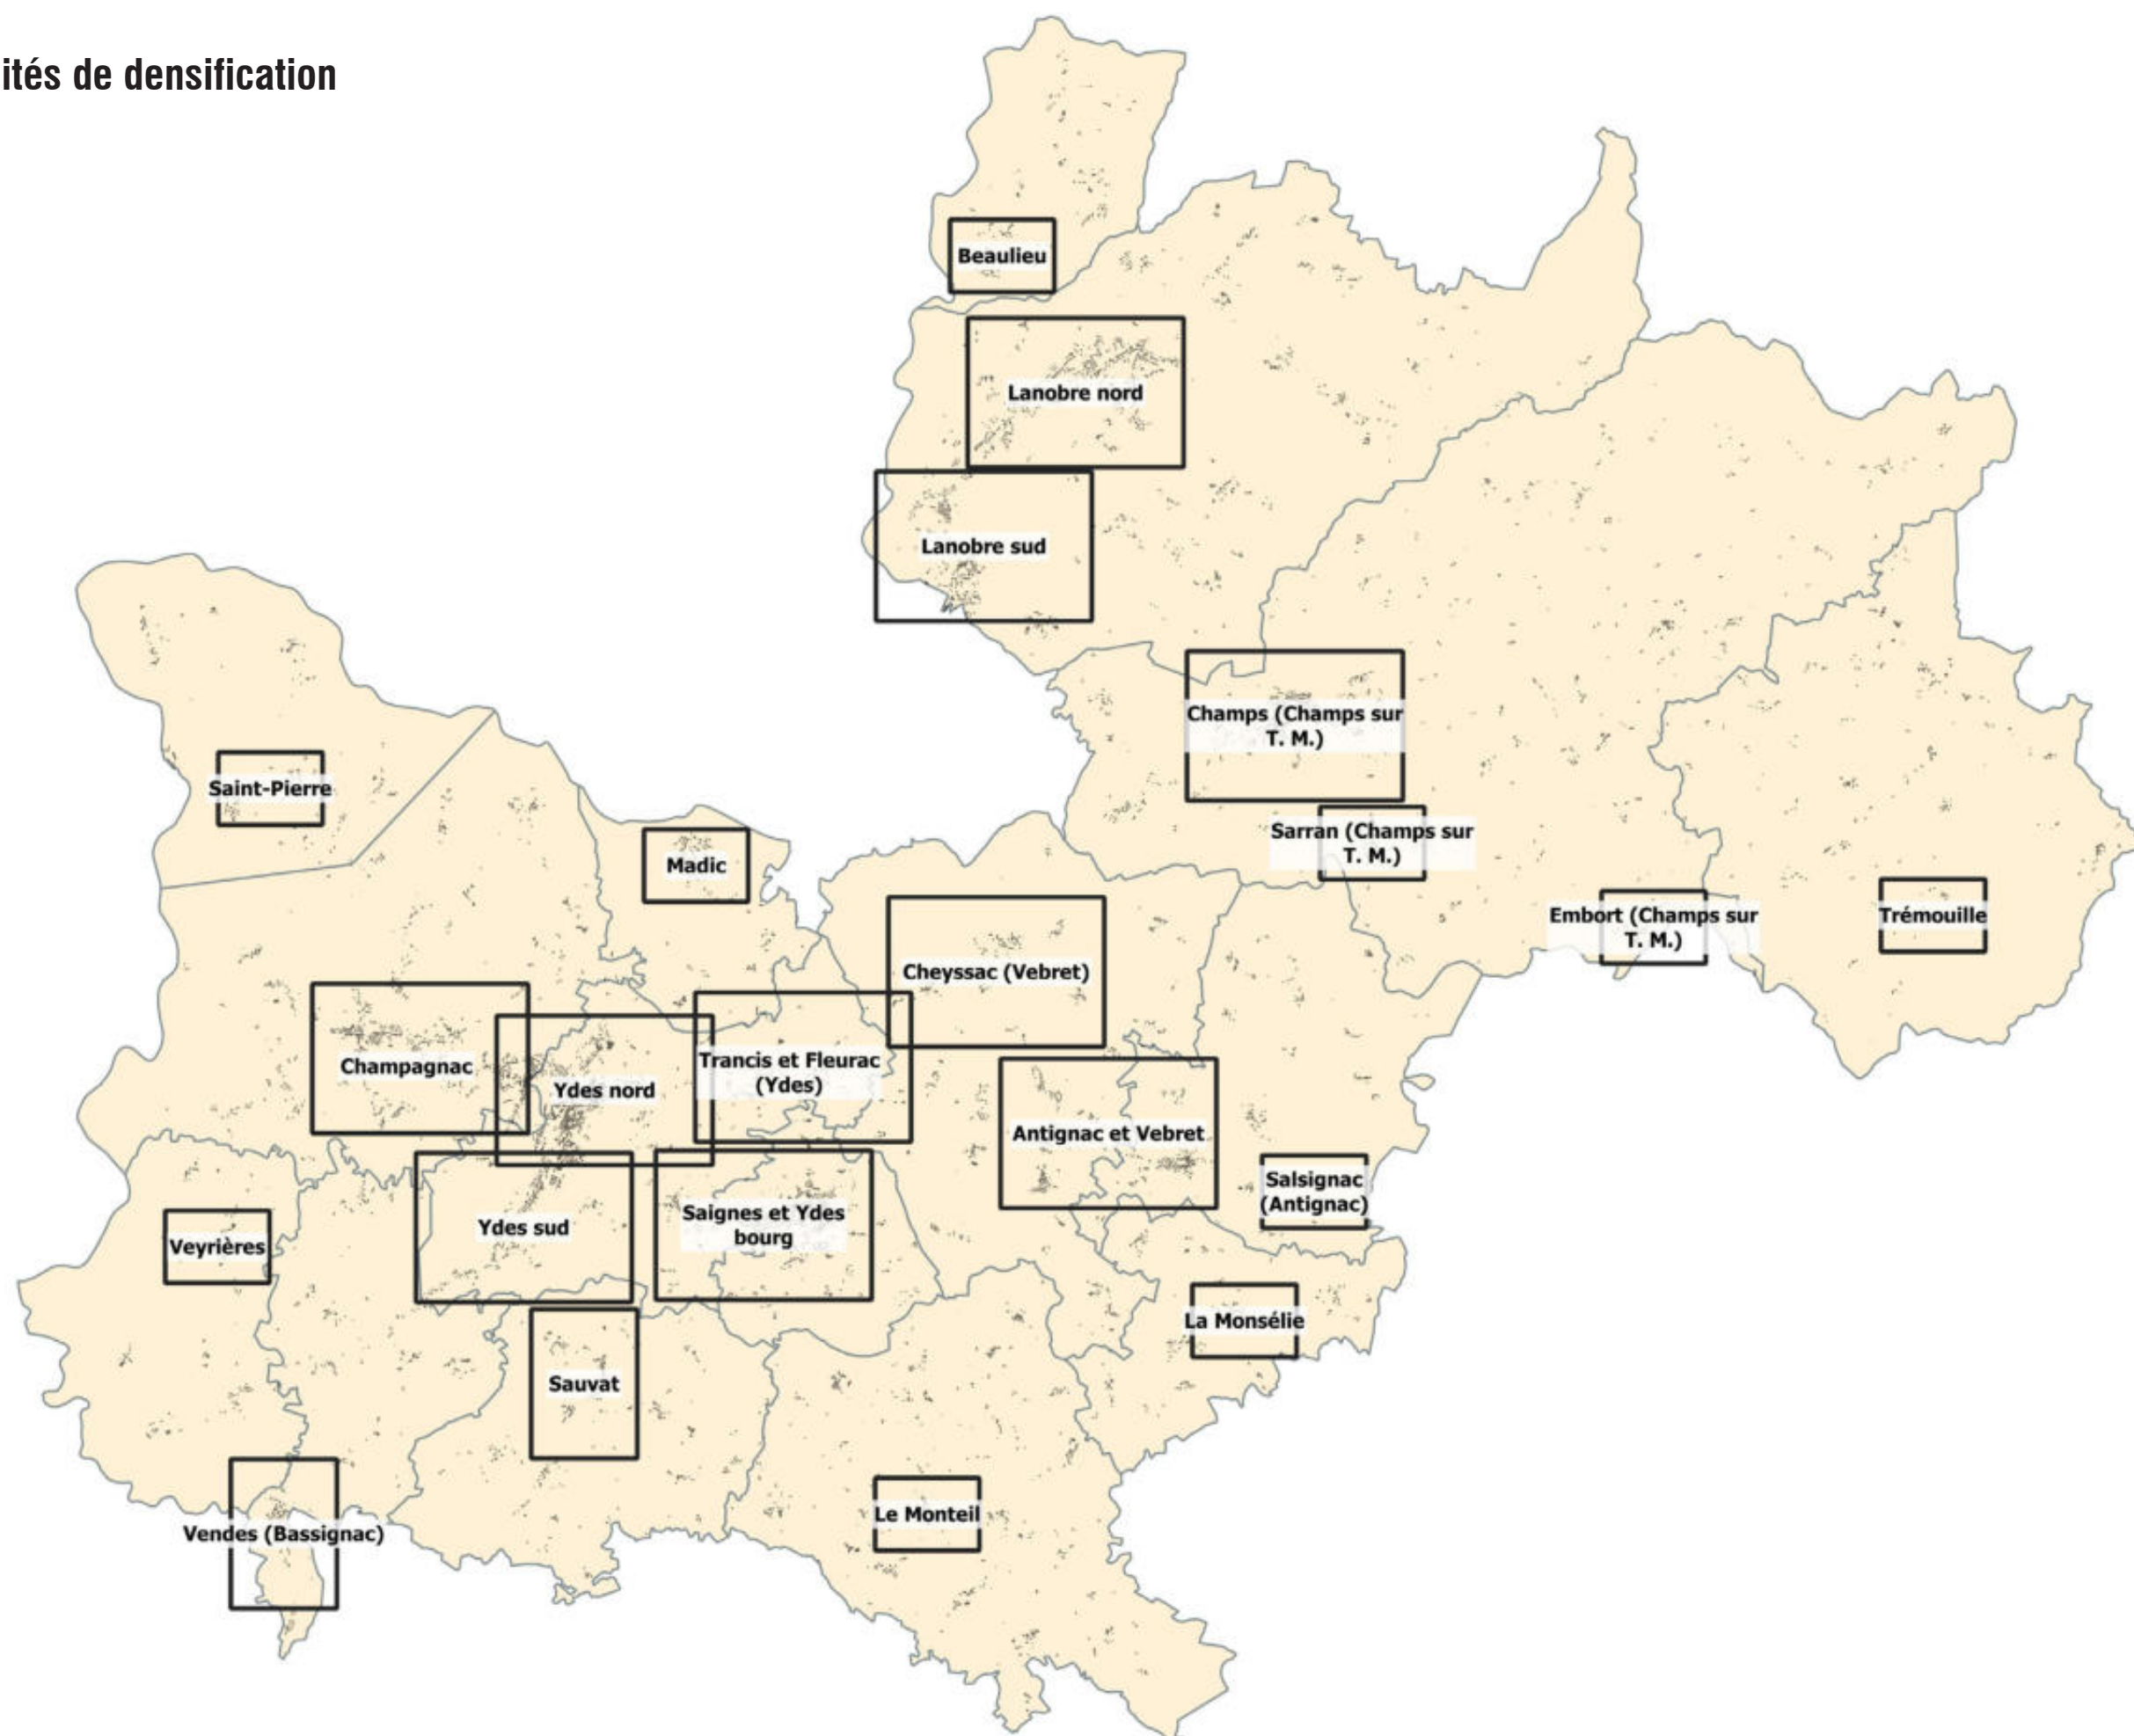 ités de densification
Beaulieu
Lanobre nord
Lanobre sud
Champs (Champs sur
T. M.)
Saint-Pierre
Sarran (Champs sur
T. M.)
Madic
Embort (Champs sur
T. M.)
Trémouille
Cheyssac (Vebret)
Champagnac
Ydes nord
Trancis et Fleurac
(Ydes)
Antignac et Vebret
Salsignac
(Antignac)
Veyrières
Ydes sud
Saignes et Ydes
bourg
La Monsélie
Sauvat
Le Monteil
Vendes (Bassignac)